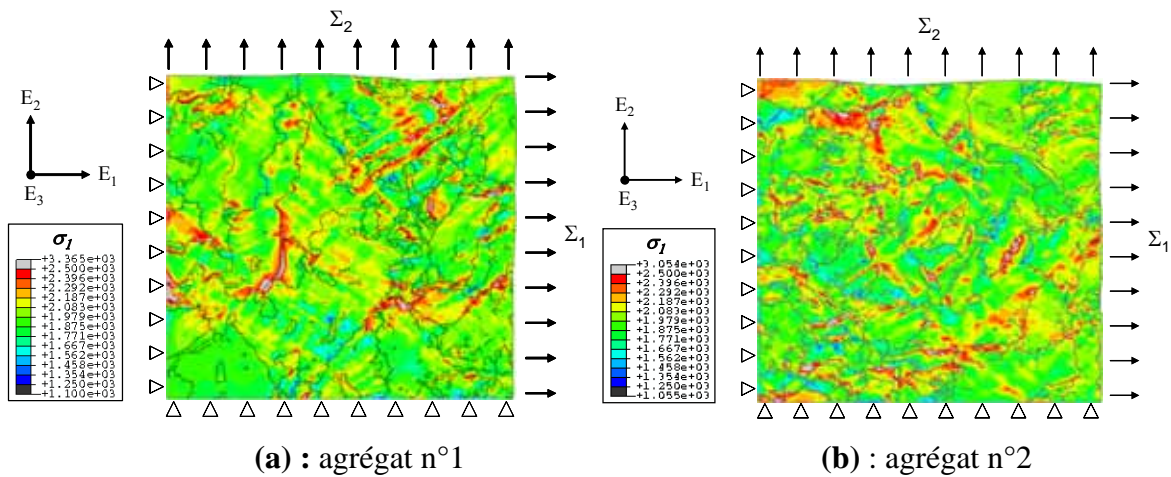 Σ2
E2
E1
E3
Σ1
σ1
+3.365e+03
+2.500e+03
+2.396e+03
+2.292e+03
+2.187e+03
+2.083e+03
+1.979e+03
+1.875e+03
+1.771e+03
+1.667e+03
+1.562e+03
+1.458e+03
+1.354e+03
+1.250e+03
+1.100e+03
(a) : agrégat n°1
Σ2
E2
E1
E3
Σ1
σ1
+3.054e+03
+2.500e+03
+2.396e+03
+2.292e+03
+2.187e+03
+2.083e+03
+1.979e+03
+1.875e+03
+1.771e+03
+1.667e+03
+1.562e+03
+1.458e+03
+1.354e+03
+1.250e+03
+1.055e+03
(b) : agrégat n°2